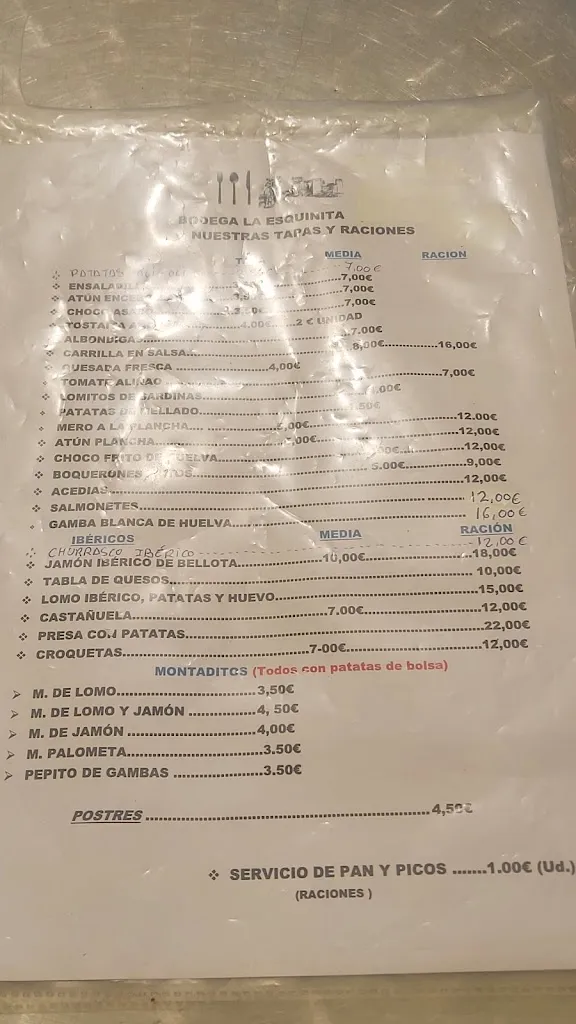 BODEGA LA ESQUINITA
NUESTRAS TAPAS Y RACIONES
MEDIA RACION
PATATAS 7,00€
7,00€
ATÚN 7,00€
7,00€
4.00€ 2 € UNIDAD
ALBONDIGAS 7.00€
CARRILLA EN SALSA 8,00€ 16,00€
QUESADA FRESCA 4,00€
TOMATE ALIÑAO 7,00€
LOMITOS DE SARDINAS
PATATAS
MERO A LA PLANCHA 12.00€
ATÚN PLANCHA 12,00€
CHOCO FRITO DE HUELVA 12,00€
BOQUERONES 5.00€ 9,00€
ACEDIAS 12,00€
SALMONETES 12,00€
GAMBA BLANCA DE HUELVA 16,00€
IBÉRICOS MEDIA RACIÓN
CHURRASCO IBÉRICO 12,00€
JAMÓN IBÉRICO DE BELLOTA 10,00€ 18,00€
TABLA DE QUESOS 10,00€
LOMO IBÉRICO, PATATAS Y HUEVO 15,00€
CASTAÑUELA 7.00€ 12,00€
PRESA CON PATATAS 22,00€
CROQUETAS 7-00€ 12,00€
MONTADITOS (Todos con patatas de bolsa)
M. DE LOMO 3,50€
M. DE LOMO Y JAMÓN 4, 50€
M. DE JAMÓN 4,00€
M. PALOMETA 3.50€
PEPITO DE GAMBAS 3.50€
POSTRES 4,50€
SERVICIO DE PAN Y PICOS 1.00€ (Ud.)
(RACIONES )